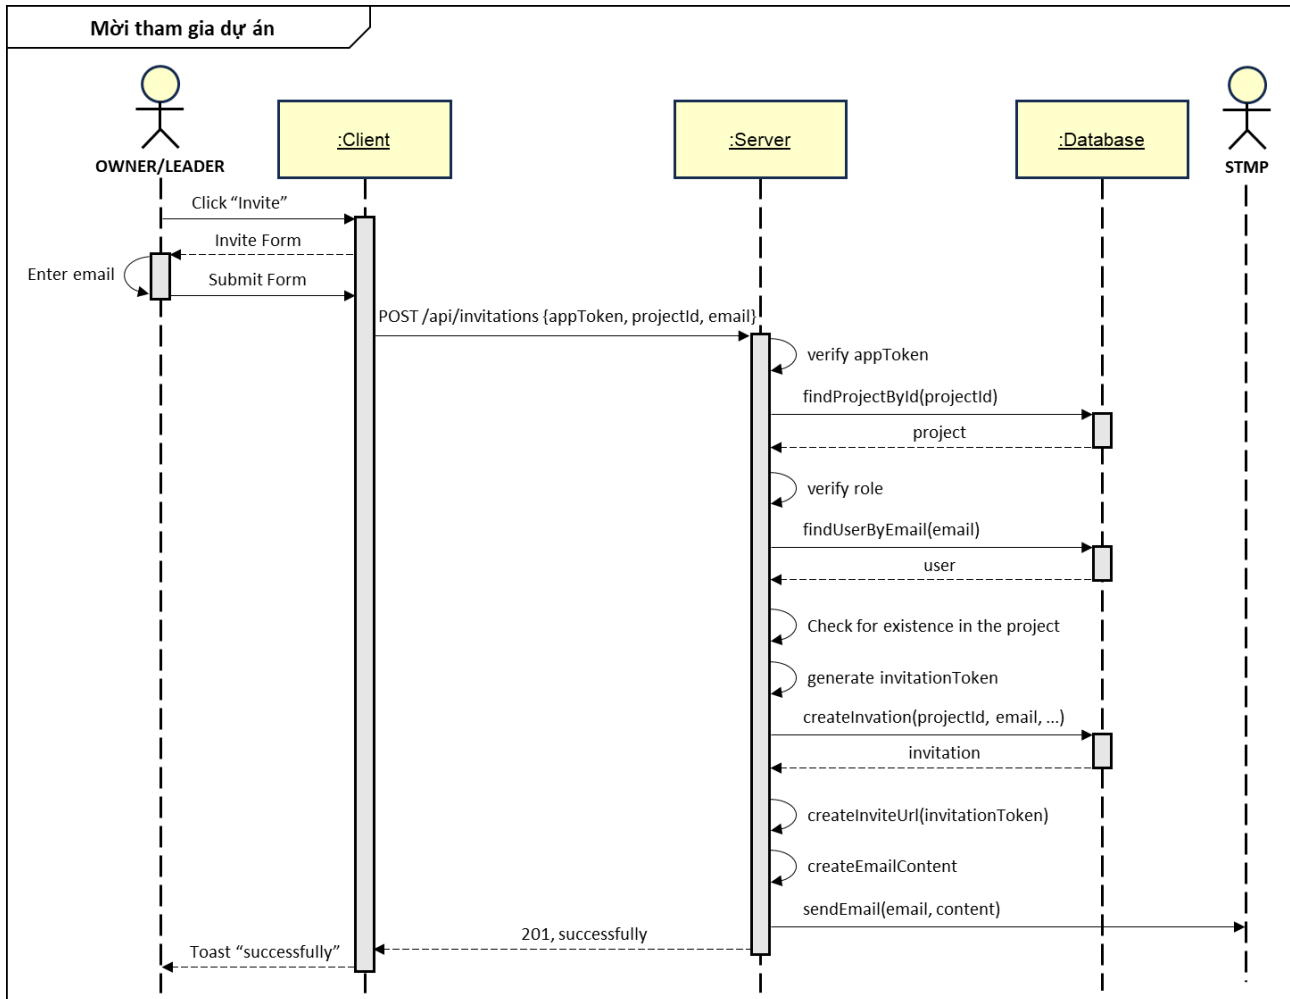 Mời tham gia dự án
OWNER/LEADER
:Client
:Server
:Database
STMP
Click “Invite”
Invite Form
Enter email
Submit Form
POST /api/invitations {appToken, projectId, email}
verify appToken
findProjectById(projectId)
project
verify role
findUserByEmail(email)
user
Check for existence in the project
generate invitationToken
createInvation(projectId, email, ...)
invitation
createInviteUrl(invitationToken)
createEmailContent
sendEmail(email, content)
201, successfully
Toast “successfully”